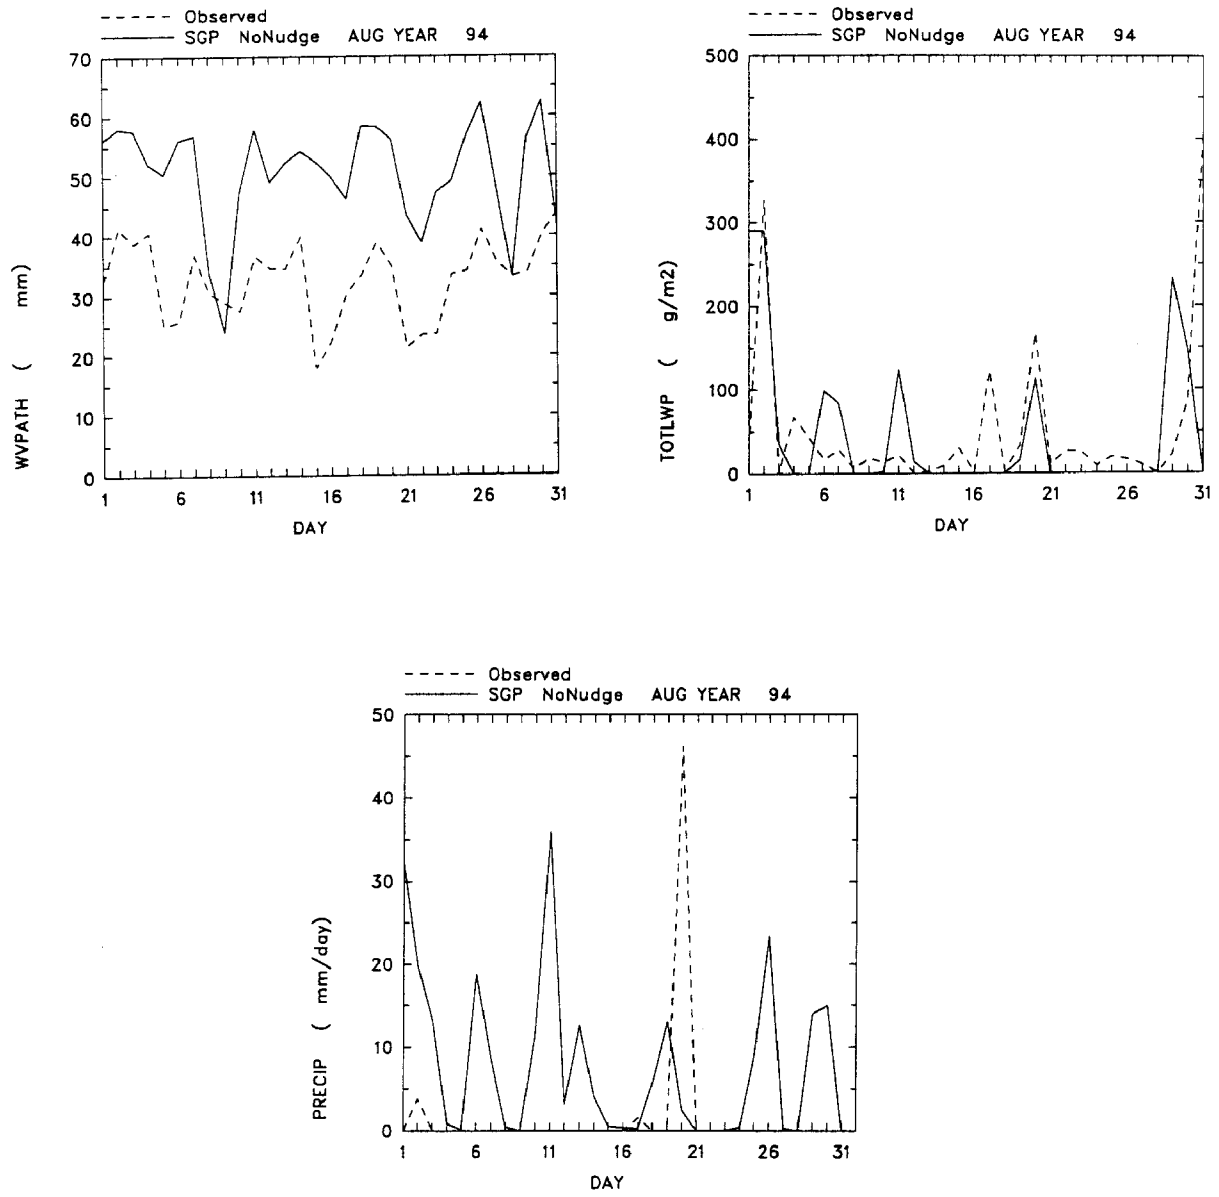 Observed
SGP NoNudge AUG YEAR 94
70
60
50
40
30
20
10
0
WVPATH ( mm)
1 6 11 16 21 26 31
DAY
Observed
SGP NoNudge AUG YEAR 94
500
400
300
200
100
0
TOTLWP ( g/m2)
1 6 11 16 21 26 31
DAY
Observed
SGP NoNudge AUG YEAR 94
50
40
30
20
10
0
PRECIP ( mm/day)
1 6 11 16 21 26 31
DAY